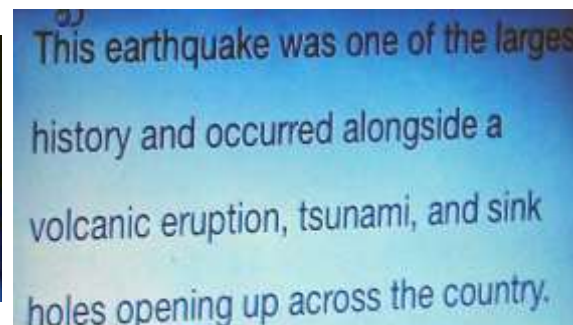 This earthquake was one of the larges
history and occurred alongside a
volcanic eruption, tsunami, and sink
holes opening up across the country.